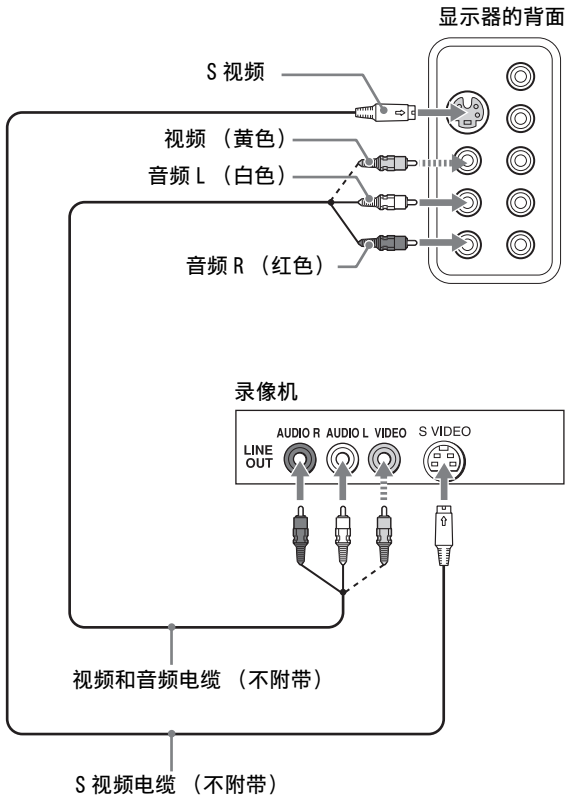 显示器的背面
S 视频
视频 （黄色）
音频 L （白色）
音频 R （红色）
录像机
AUDIO R AUDIO L VIDEO S VIDEO
LINE
OUT
视频和音频电缆 （不附带）
S 视频电缆 （不附带）